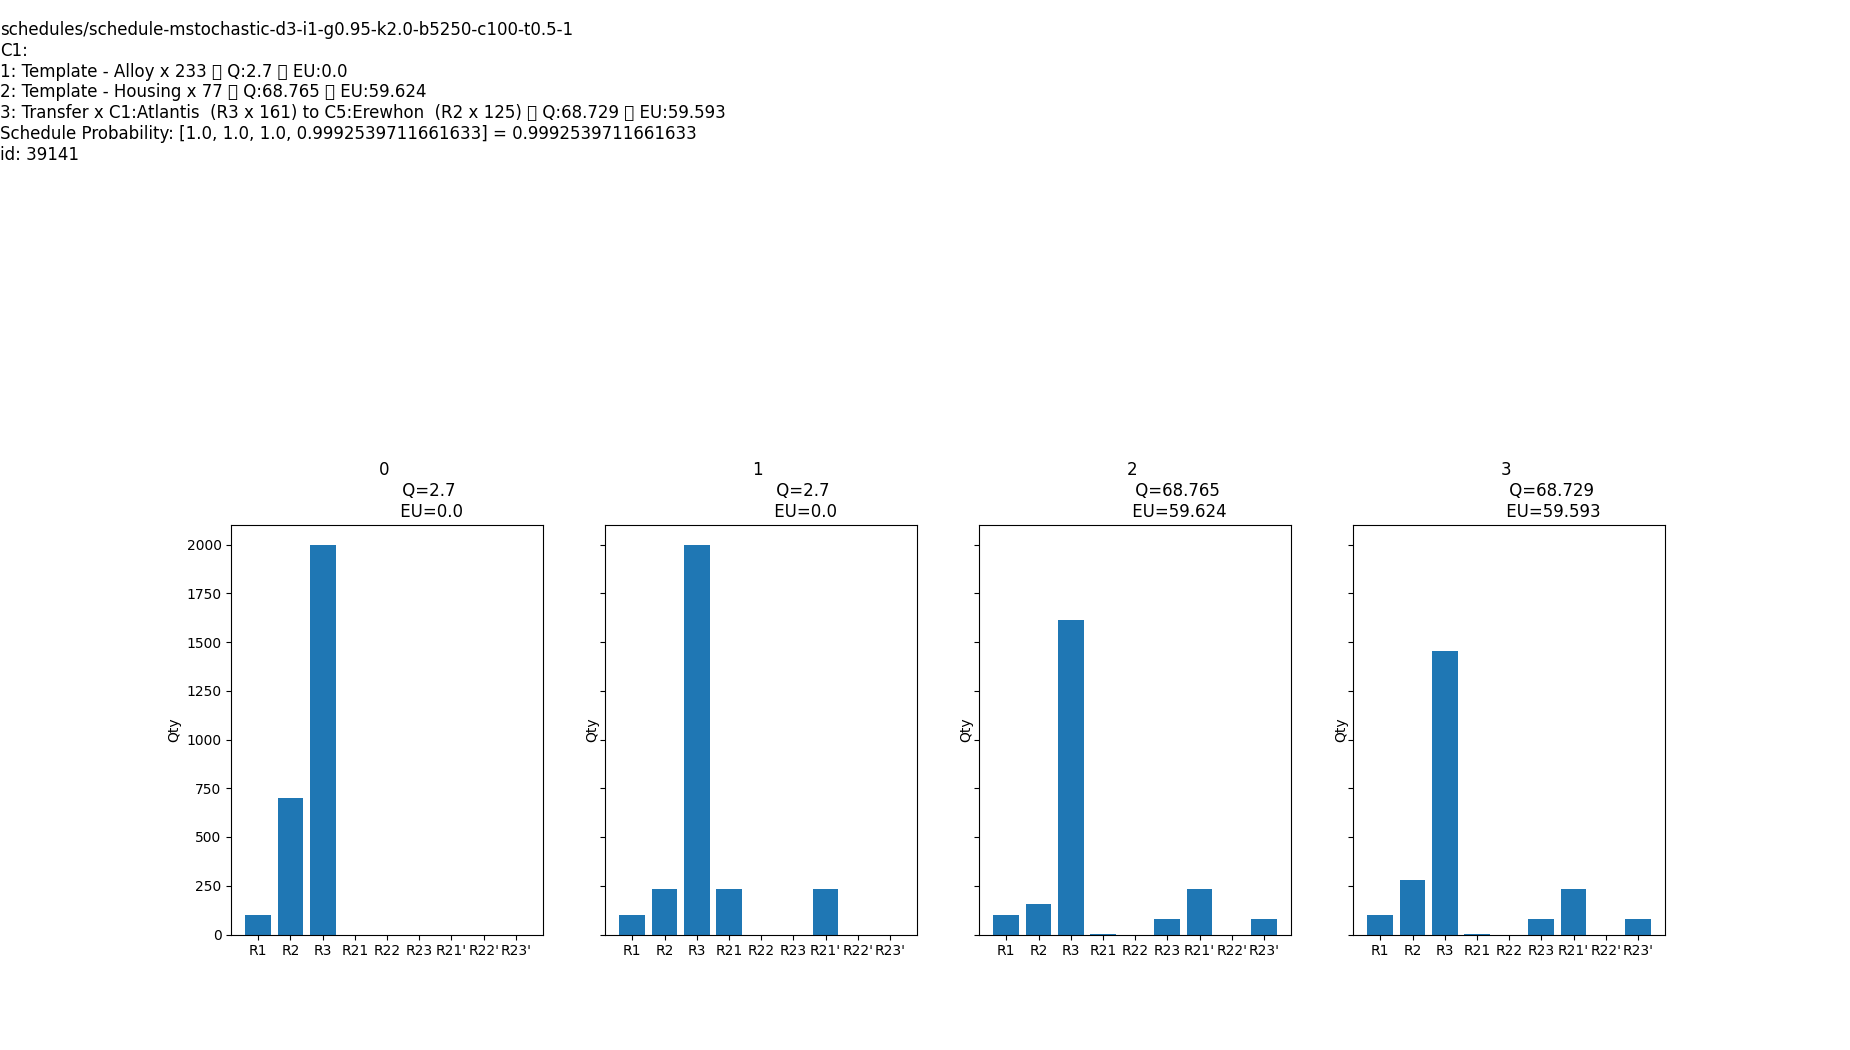 schedules/schedule-mstochastic-d3-i1-g0.95-k2.0-b5250-c100-t0.5-1
C1:
1: Template - Alloy x 233 ▯ Q:2.7 ▯ EU:0.0
2: Template - Housing x 77 ▯ Q:68.765 ▯ EU:59.624
3: Transfer x C1:Atlantis  (R3 x 161) to C5:Erewhon  (R2 x 125) ▯ Q:68.729 ▯ EU:59.593
Schedule Probability: [1.0, 1.0, 1.0, 0.9992539711661633] = 0.9992539711661633
id: 39141
0
Q=2.7
EU=0.0
1
Q=2.7
EU=0.0
2
Q=68.765
EU=59.624
3
Q=68.729
EU=59.593
2000
1750
1500
1250
1000
750
500
250
0
Qty
Qty
Qty
Qty
R1 R2 R3 R21 R22 R23 R21' R22' R23'
R1 R2 R3 R21 R22 R23 R21' R22' R23'
R1 R2 R3 R21 R22 R23 R21' R22' R23'
R1 R2 R3 R21 R22 R23 R21' R22' R23'